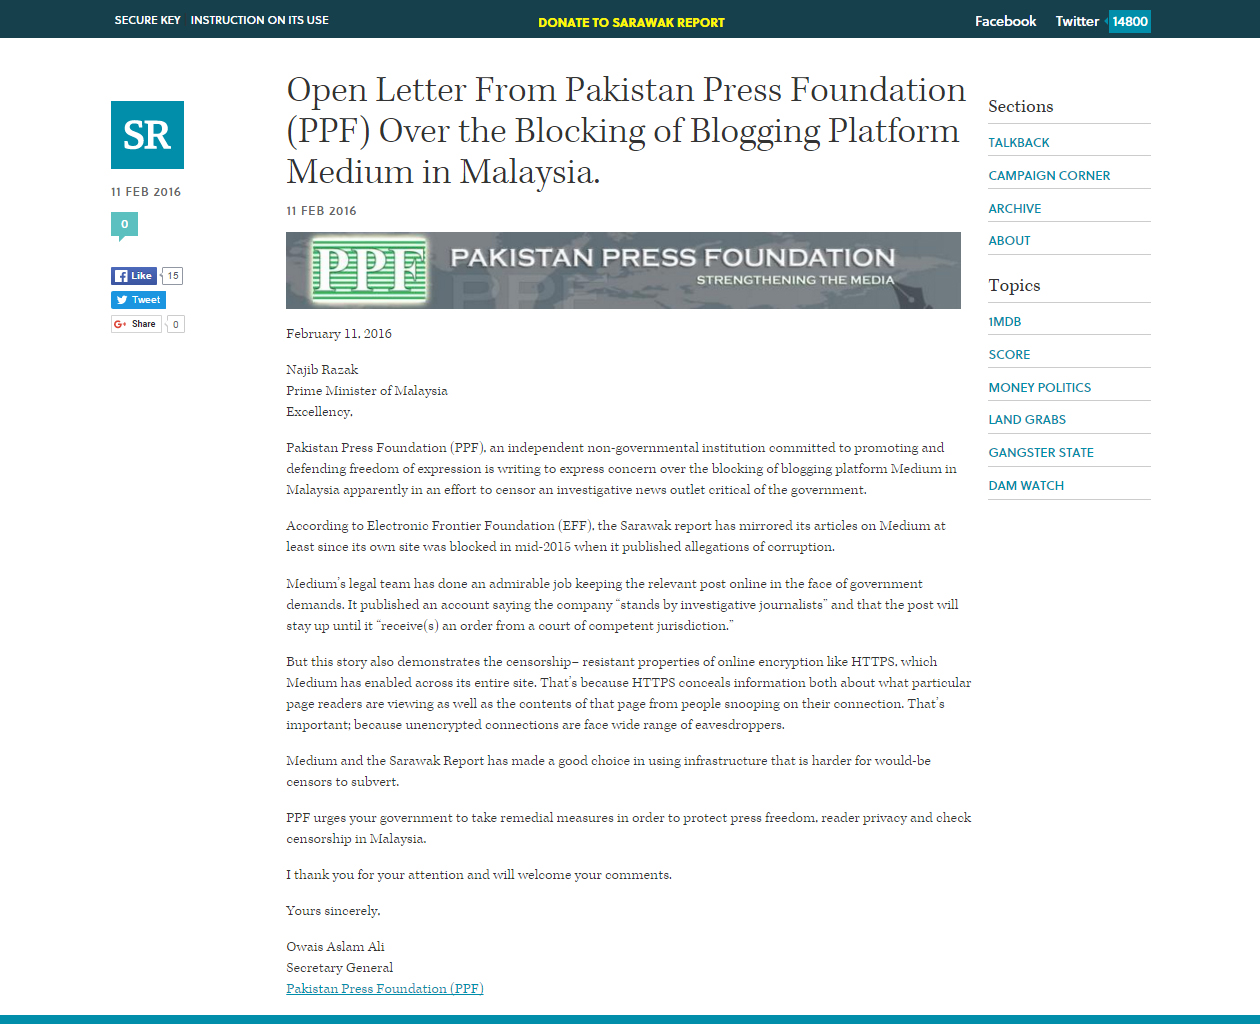 SECURE KEY INSTRUCTION ON ITS USE
DONATE TO SARAWAK REPORT
Facebook Twitter 14800
SR
11 FEB 2016
0
Like 15
Tweet
Share 0
Open Letter From Pakistan Press Foundation
(PPF) Over the Blocking of Blogging Platform
Medium in Malaysia.
11 FEB 2016
PPF PAKISTAN PRESS FOUNDATION
STRENGTHENING THE MEDIA
PPF
February 11, 2016
Najib Razak
Prime Minister of Malaysia
Excellency,
Pakistan Press Foundation (PPF), an independent non-governmental institution committed to promoting and
defending freedom of expression is writing to express concern over the blocking of blogging platform Medium in
Malaysia apparently in an effort to censor an investigative news outlet critical of the government.
According to Electronic Frontier Foundation (EFF), the Sarawak report has mirrored its articles on Medium at
least since its own site was blocked in mid-2015 when it published allegations of corruption.
Medium’s legal team has done an admirable job keeping the relevant post online in the face of government
demands. It published an account saying the company “stands by investigative journalists” and that the post will
stay up until it “receive(s) an order from a court of competent jurisdiction.”
But this story also demonstrates the censorship– resistant properties of online encryption like HTTPS, which
Medium has enabled across its entire site. That’s because HTTPS conceals information both about what particular
page readers are viewing as well as the contents of that page from people snooping on their connection. That’s
important; because unencrypted connections are face wide range of eavesdroppers.
Medium and the Sarawak Report has made a good choice in using infrastructure that is harder for would-be
censors to subvert.
PPF urges your government to take remedial measures in order to protect press freedom, reader privacy and check
censorship in Malaysia.
I thank you for your attention and will welcome your comments.
Yours sincerely,
Owais Aslam Ali
Secretary General
Pakistan Press Foundation (PPF)
Sections
TALKBACK
CAMPAIGN CORNER
ARCHIVE
ABOUT
Topics
1MDB
SCORE
MONEY POLITICS
LAND GRABS
GANGSTER STATE
DAM WATCH